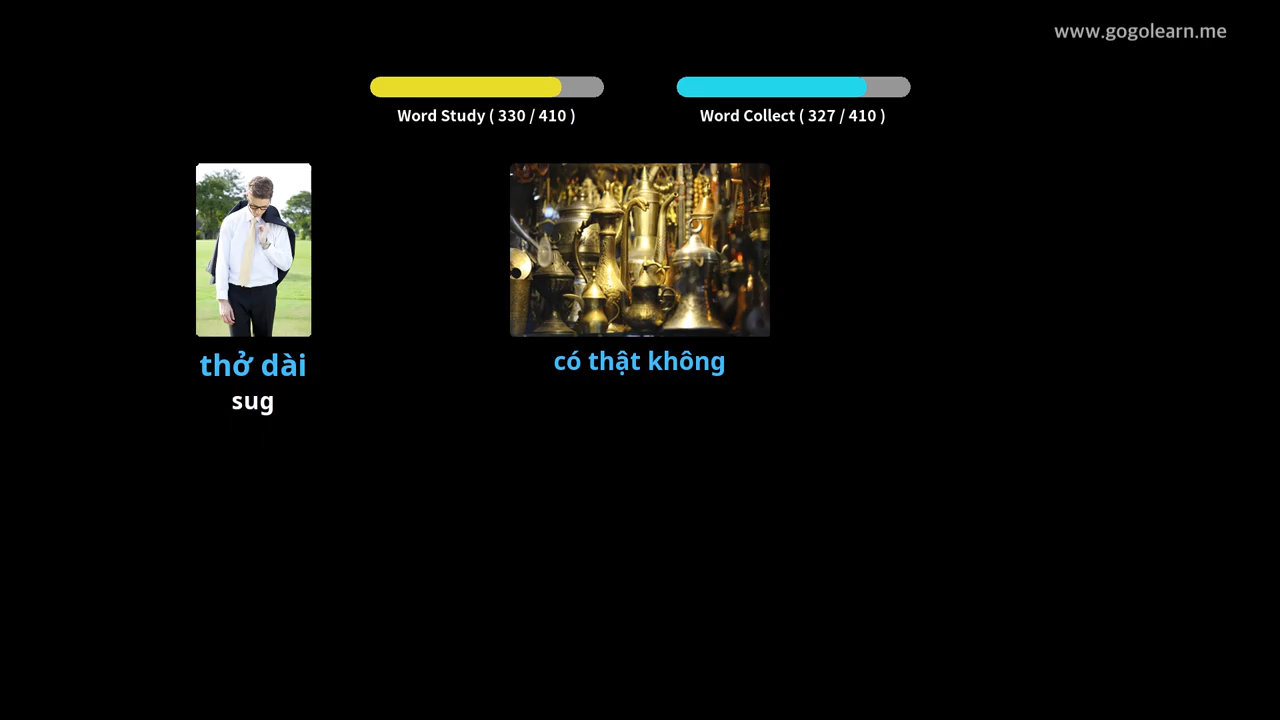 www.gogolearn.me
Word Study ( 330 / 410 )
Word Collect ( 327 / 410 )
thở dài
sug
có thật không